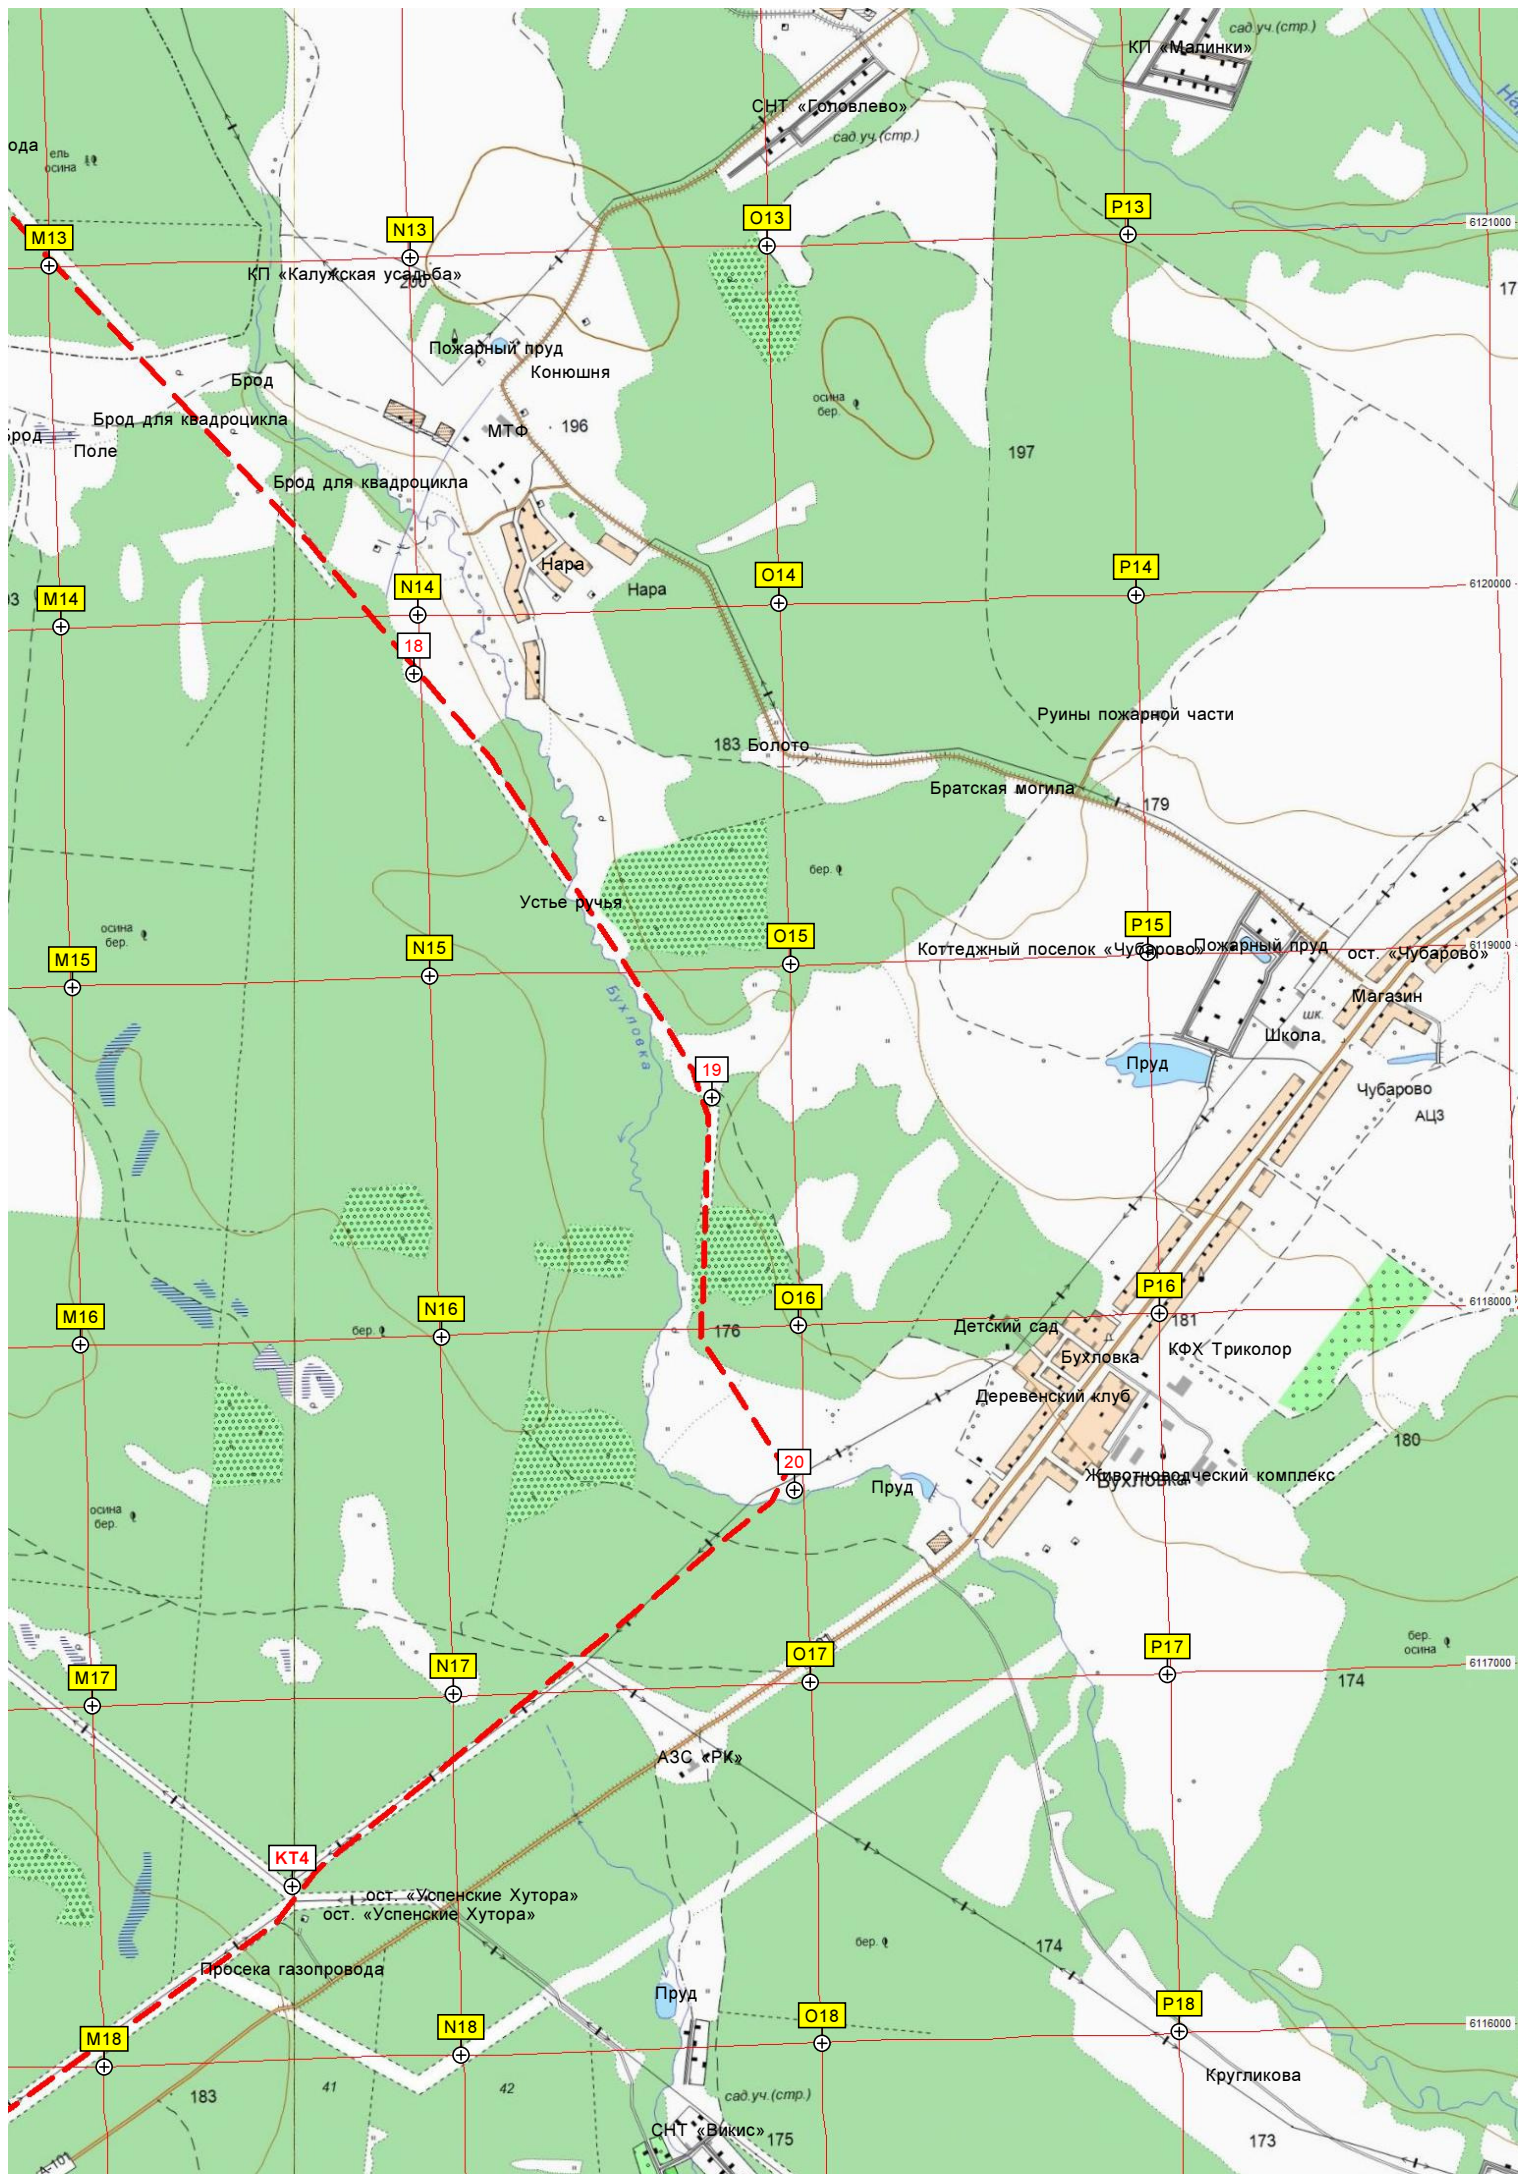 КП «Малинки»
сад.уч.(стр.)
СНТ «Головлево»
сад.уч.(стр.)
На
ода
ель
осина
M13
N13
O13
P13
6121000
КП «Калужская усадьба»
200
17
Пожарный пруд
Конюшня
Брод
Брод для квадроцикла
осина
бер.
МТФ
196
Поле
197
Брод для квадроцикла
Нара
Нара
M14
N14
O14
P14
6120000
18
Руины пожарной части
183
Болото
Братская могила
179
бер.
Устье ручья
осина
бер.
M15
N15
O15
P15
6119000
Коттеджный поселок «Чубарово»
Пожарный пруд
ост. «Чубарово»
Магазин
Бухловка
шк.
Школа
Пруд
19
Чубарово
АЦЗ
M16
N16
O16
P16
6118000
бер.
176
181
Детский сад
Бухловка
КФХ Триколор
Деревенский клуб
180
20
Пруд
Животноводческий комплекс
Бухловка
осина
бер.
бер.
осина
M17
N17
O17
P17
6117000
174
АЗС «РК»
КТ4
ост. «Успенские Хутора»
ост. «Успенские Хутора»
бер.
174
Просека газопровода
Пруд
M18
N18
O18
P18
6116000
41
42
183
Кругликова
сад.уч.(стр.)
СНТ «Викис»
175
173
А-101